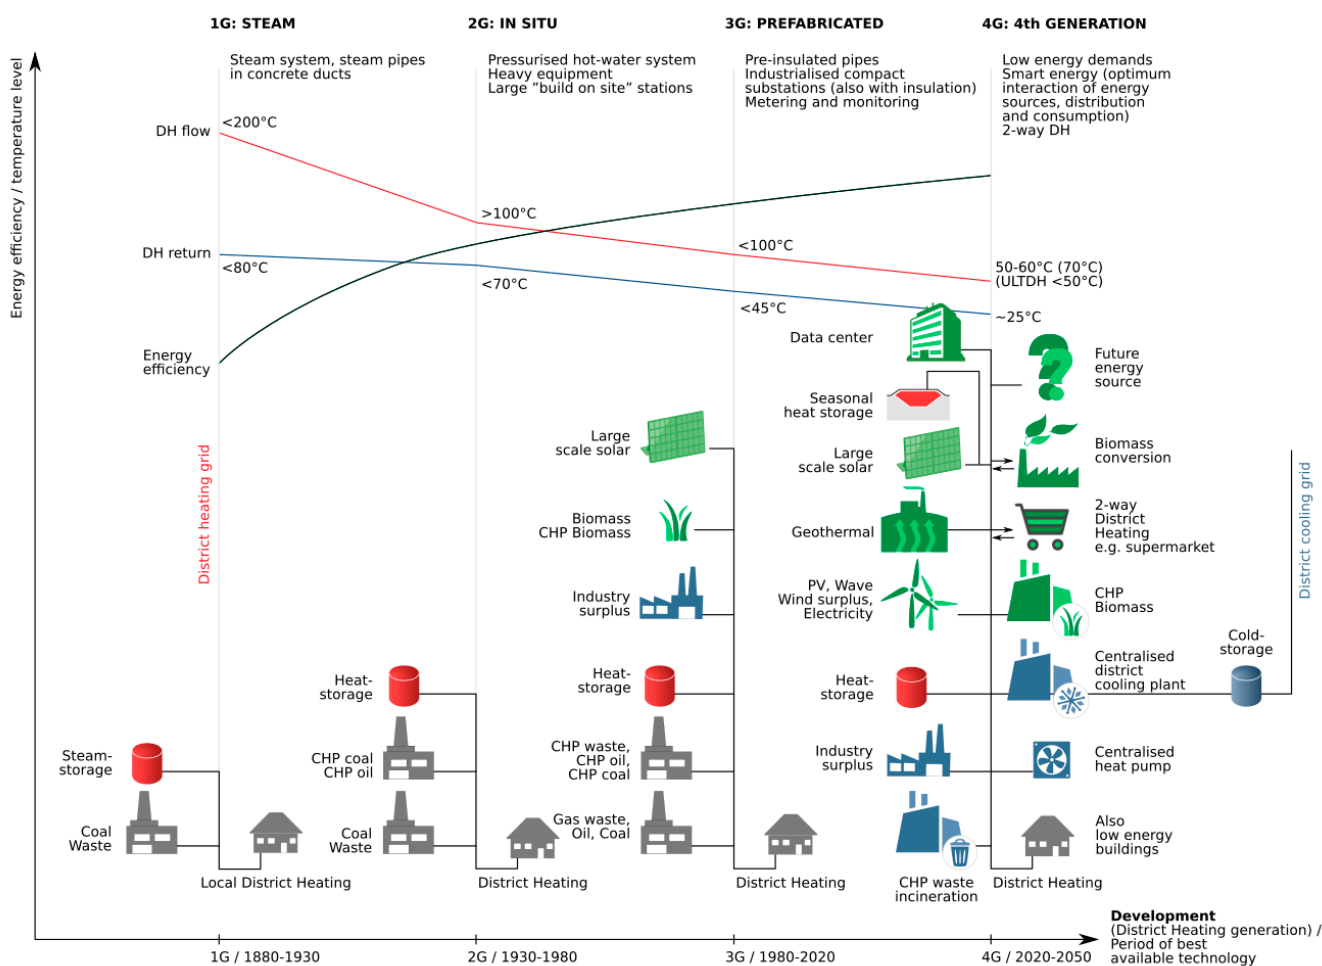 1G: STEAM
2G: IN SITU
3G: PREFABRICATED
4G: 4th GENERATION
Steam system, steam pipes
in concrete ducts
Pressurised hot-water system
Heavy equipment
Large “build on site” stations
Pre-insulated pipes
Industrialised compact
substations (also with insulation)
Metering and monitoring
Low energy demands
Smart energy (optimum
interaction of energy
sources, distribution
and consumption)
2-way DH
Energy efficiency / temperature level
DH flow
<200°C
>100°C
<100°C
50-60°C (70°C)
(ULTDH <50°C)
DH return
<80°C
<70°C
<45°C
~25°C
Energy
efficiency
District heating grid
Steam-
storage
Coal
Waste
Local District Heating
Heat-
storage
CHP coal
CHP oil
Coal
Waste
District Heating
Large
scale solar
Biomass
CHP Biomass
Industry
surplus
Heat-
storage
CHP waste,
CHP oil,
CHP coal
Gas waste,
Oil, Coal
District Heating
Data center
Seasonal
heat storage
Large
scale solar
Geothermal
PV, Wave
Wind surplus,
Electricity
Heat-
storage
Industry
surplus
CHP waste
incineration
Future
energy
source
Biomass
conversion
2-way
District
Heating
e.g. supermarket
CHP
Biomass
Centralised
district
cooling plant
Centralised
heat pump
Also
low energy
buildings
District Heating
Cold-
storage
District cooling grid
Development
(District Heating generation) /
Period of best
available technology
1G / 1880-1930
2G / 1930-1980
3G / 1980-2020
4G / 2020-2050